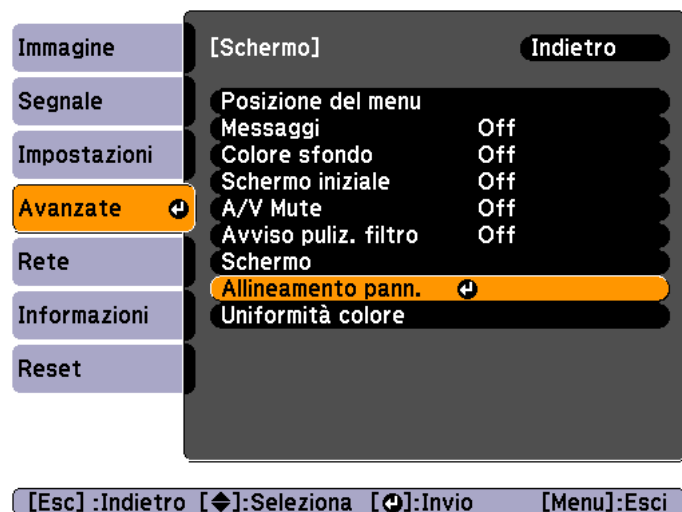 Immagine
Segnale
Impostazioni
Avanzate
Rete
Informazioni
Reset
[Schermo] Indietro
Posizione del menu
Messaggi Off
Colore sfondo Off
Schermo iniziale Off
A/V Mute Off
Avviso puliz. filtro Off
Schermo
Allineamento pann.
Uniformità colore
[Esc] :Indietro [◆]:Seleziona [↵]:Invio [Menu]:Esci